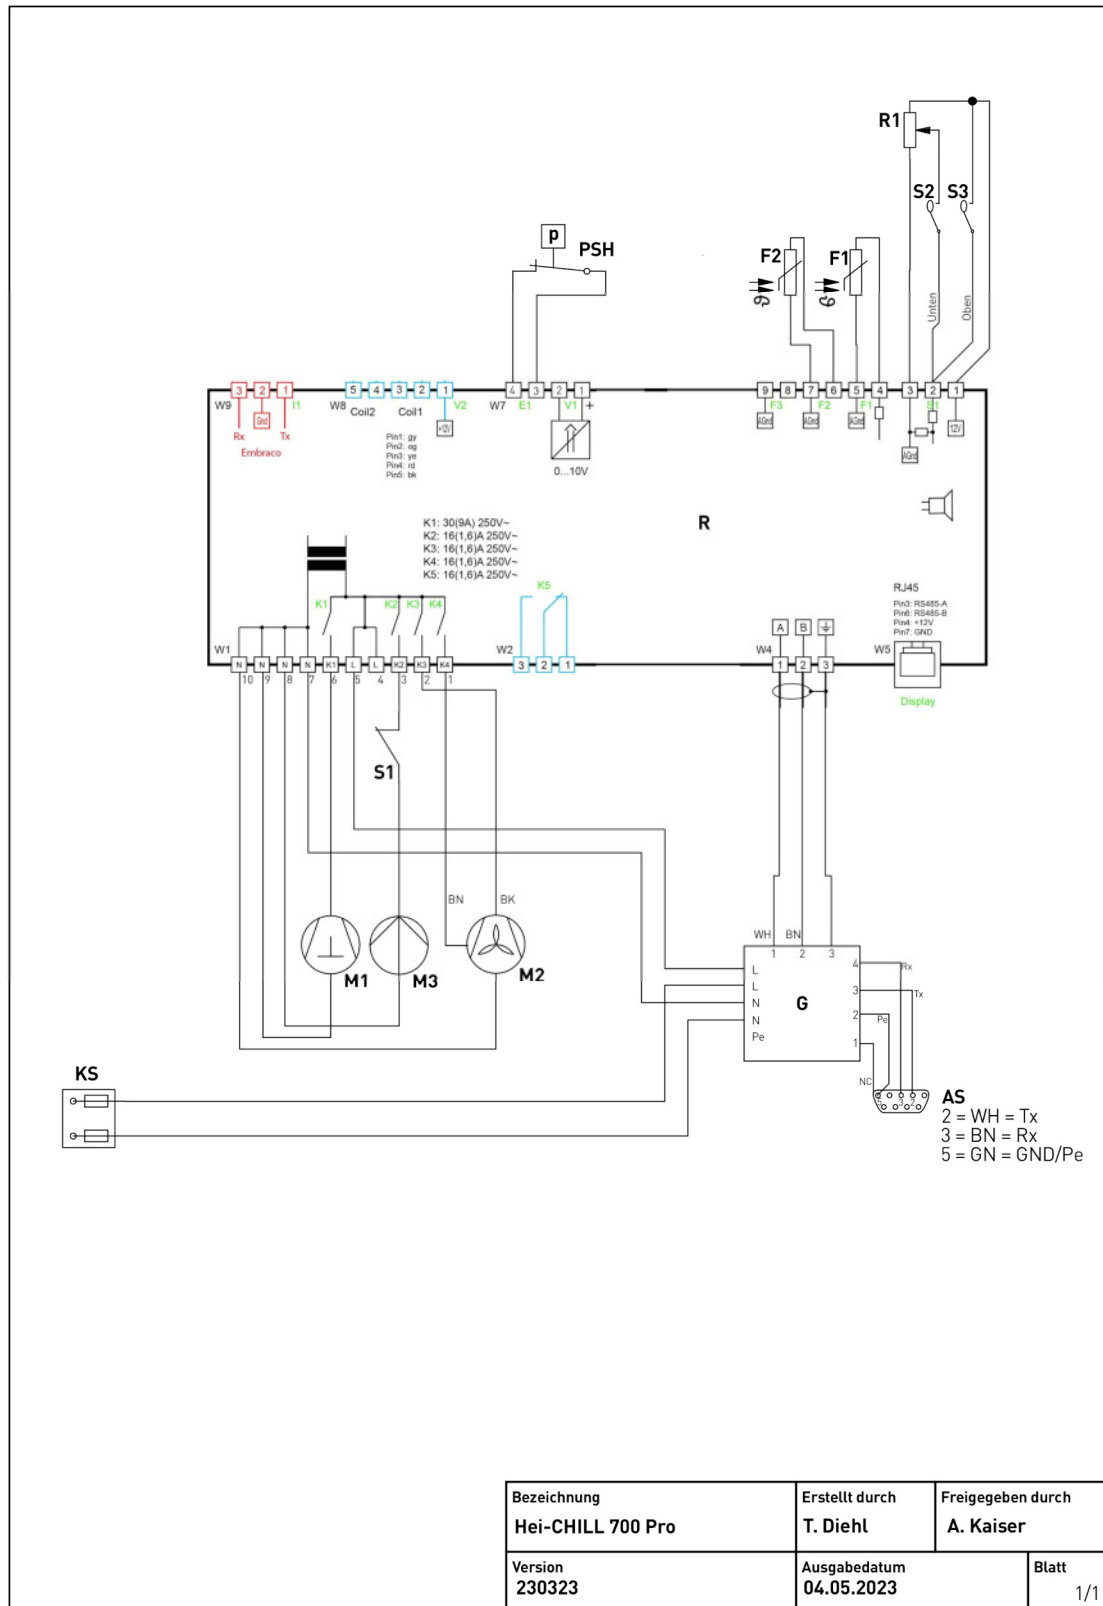 R1
S2 S3
p
PSH
F2
F1
ϑ
ϑ
Unten
Oben
3 2 1
5 4 3 2 1
4 3 2 1
9 8 7 6 5 4 3 2 1
W9 I1
W8 Coil2 Coil1 V2
W7 E1 V1 +
F3 F2 F1 S1
Gnd
+12V
AGnd
AGnd
AGnd
AGnd
12V
Rx Tx
Embraco
Pin1: gy
Pin2: og
Pin3: ye
Pin4: rd
Pin5: bk
0...10V
R
K1: 30(9A) 250V~
K2: 16(1,6)A 250V~
K3: 16(1,6)A 250V~
K4: 16(1,6)A 250V~
K5: 16(1,6)A 250V~
K5
RJ45
Pin3: RS485-A
Pin6: RS485-B
Pin4: +12V
Pin7: GND
K1 K2 K3 K4
A B
W1 N N N N K1 L L K2 K3 K4
10 9 8 7 6 5 4 3 2 1
W2 3 2 1
W4 1 2 3
W5
Display
S1
BN BK
M1 M3 M2
WH BN
1 2 3
L
L
N
N
Pe
G
4
3
2
1
Rx
Tx
Pe
NC
5 3 2
KS
AS
2 = WH = Tx
3 = BN = Rx
5 = GN = GND/Pe
Bezeichnung
Hei-CHILL 700 Pro
Erstellt durch
T. Diehl
Freigegeben durch
A. Kaiser
Version
230323
Ausgabedatum
04.05.2023
Blatt
1/1